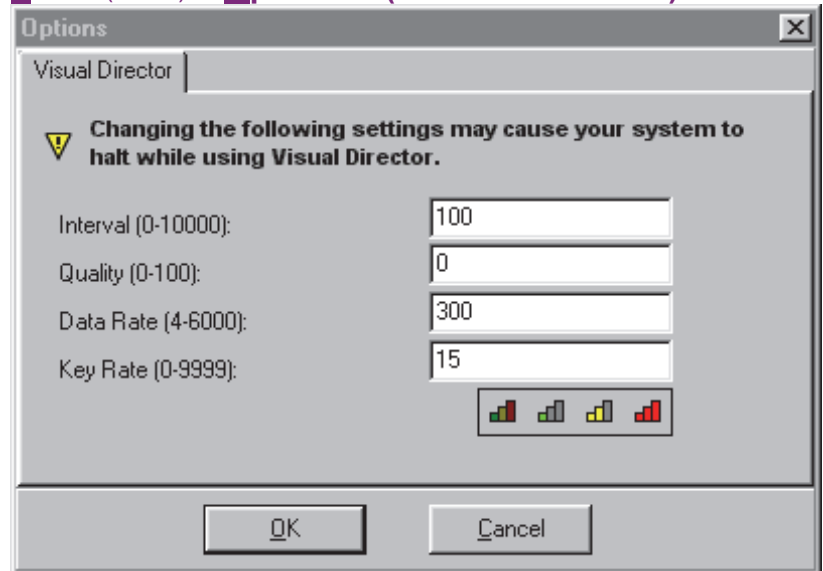 Options
Visual Director
Changing the following settings may cause your system to
halt while using Visual Director.
Interval (0-10000):
100
Quality (0-100):
0
Data Rate (4-6000):
300
Key Rate (0-9999):
15
OK
Cancel